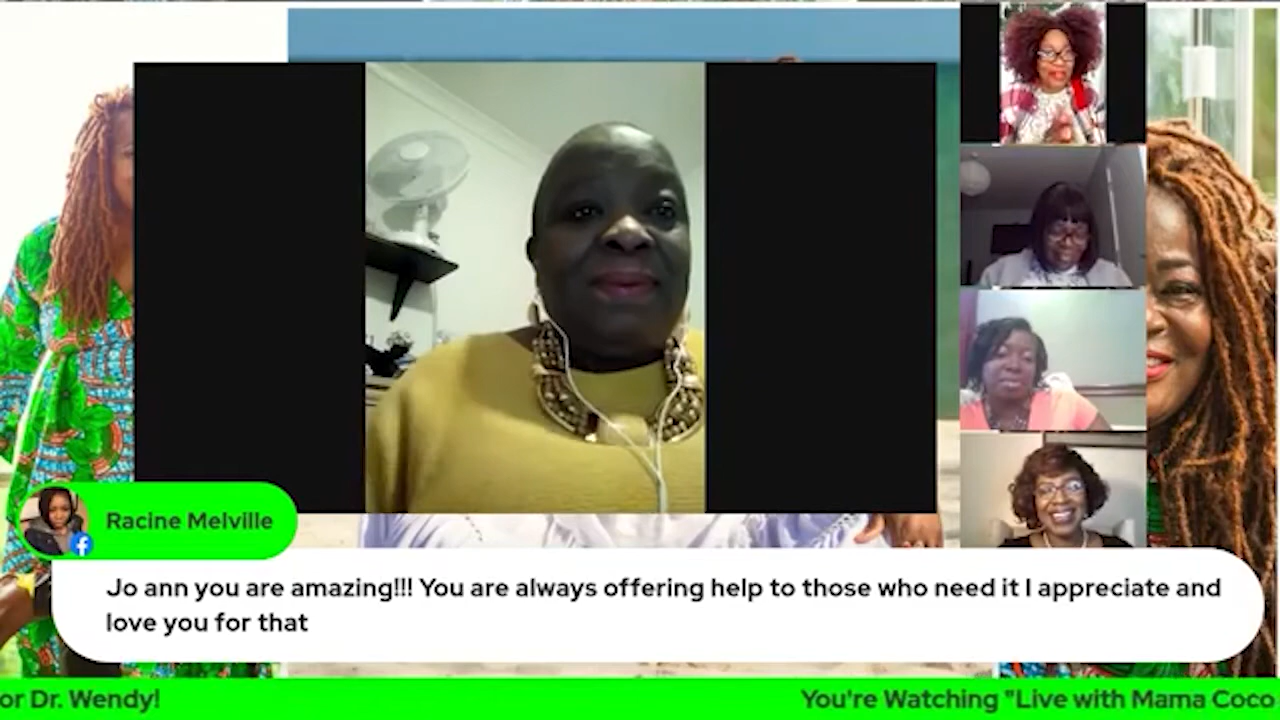 Racine Melville
Jo ann you are amazing!!! You are always offering help to those who need it I appreciate and
love you for that
or Dr. Wendy!
You're Watching "Live with Mama Coco